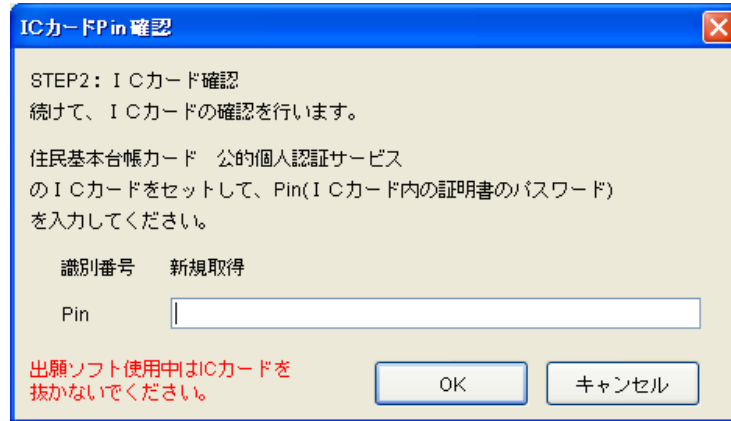 ICカードPin確認
STEP2：ＩＣカード確認
続けて、ＩＣカードの確認を行います。
住民基本台帳カード　公的個人認証サービス
のＩＣカードをセットして、Pin(ＩＣカード内の証明書のパスワード)
を入力してください。
識別番号　新規取得
Pin
出願ソフト使用中はICカードを
抜かないでください。
OK　キャンセル